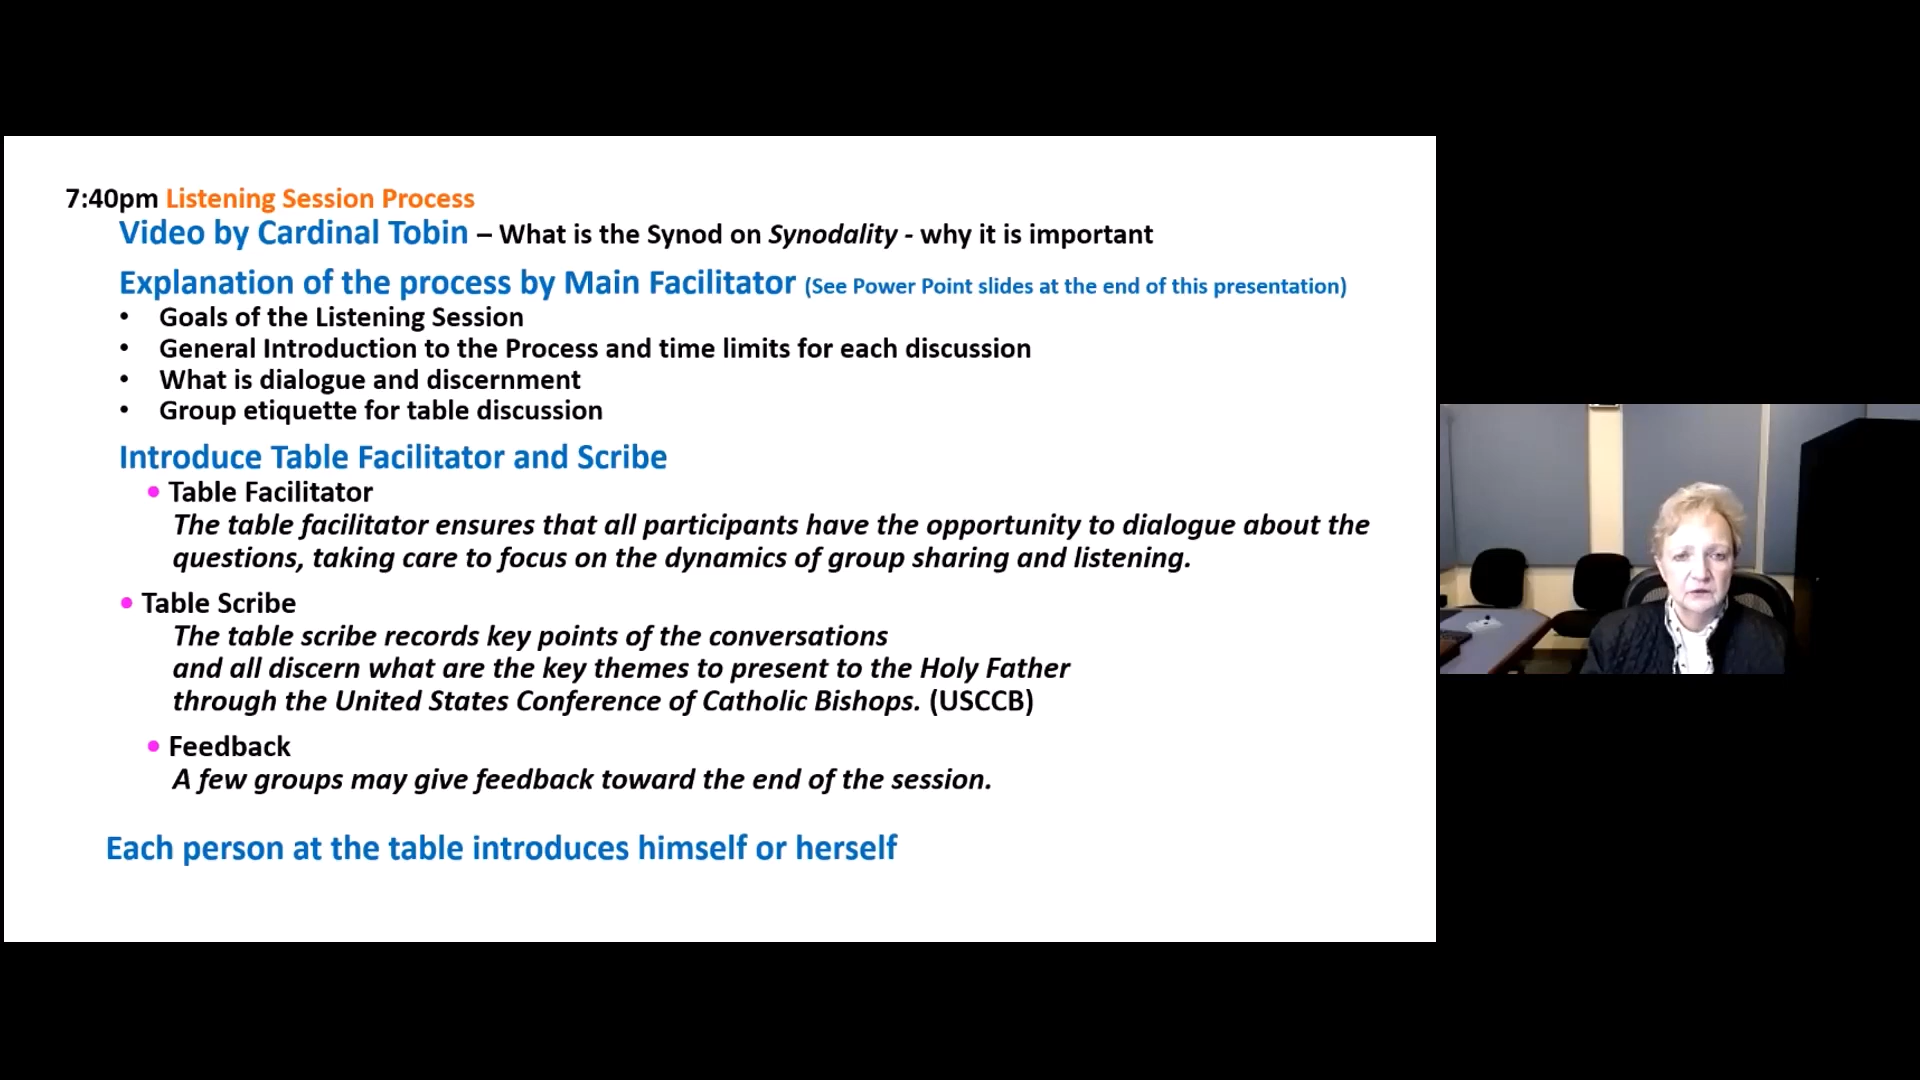 7:40pm Listening Session Process
Video by Cardinal Tobin – What is the Synod on Synodality - why it is important
Explanation of the process by Main Facilitator (See Power Point slides at the end of this presentation)
• Goals of the Listening Session
• General Introduction to the Process and time limits for each discussion
• What is dialogue and discernment
• Group etiquette for table discussion
Introduce Table Facilitator and Scribe
• Table Facilitator
The table facilitator ensures that all participants have the opportunity to dialogue about the
questions, taking care to focus on the dynamics of group sharing and listening.
• Table Scribe
The table scribe records key points of the conversations
and all discern what are the key themes to present to the Holy Father
through the United States Conference of Catholic Bishops. (USCCB)
• Feedback
A few groups may give feedback toward the end of the session.
Each person at the table introduces himself or herself